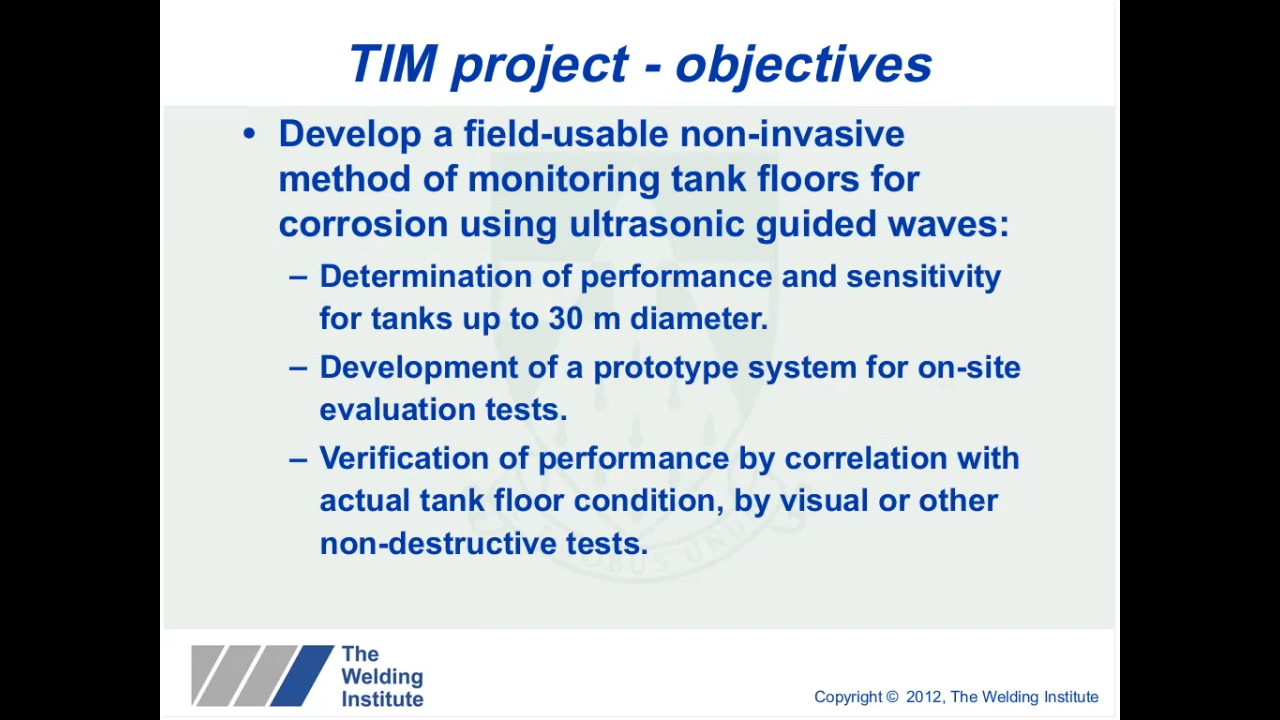 TIM project - objectives
• Develop a field-usable non-invasive
method of monitoring tank floors for
corrosion using ultrasonic guided waves:
– Determination of performance and sensitivity
for tanks up to 30 m diameter.
– Development of a prototype system for on-site
evaluation tests.
– Verification of performance by correlation with
actual tank floor condition, by visual or other
non-destructive tests.
The
Welding
Institute
Copyright © 2012, The Welding Institute